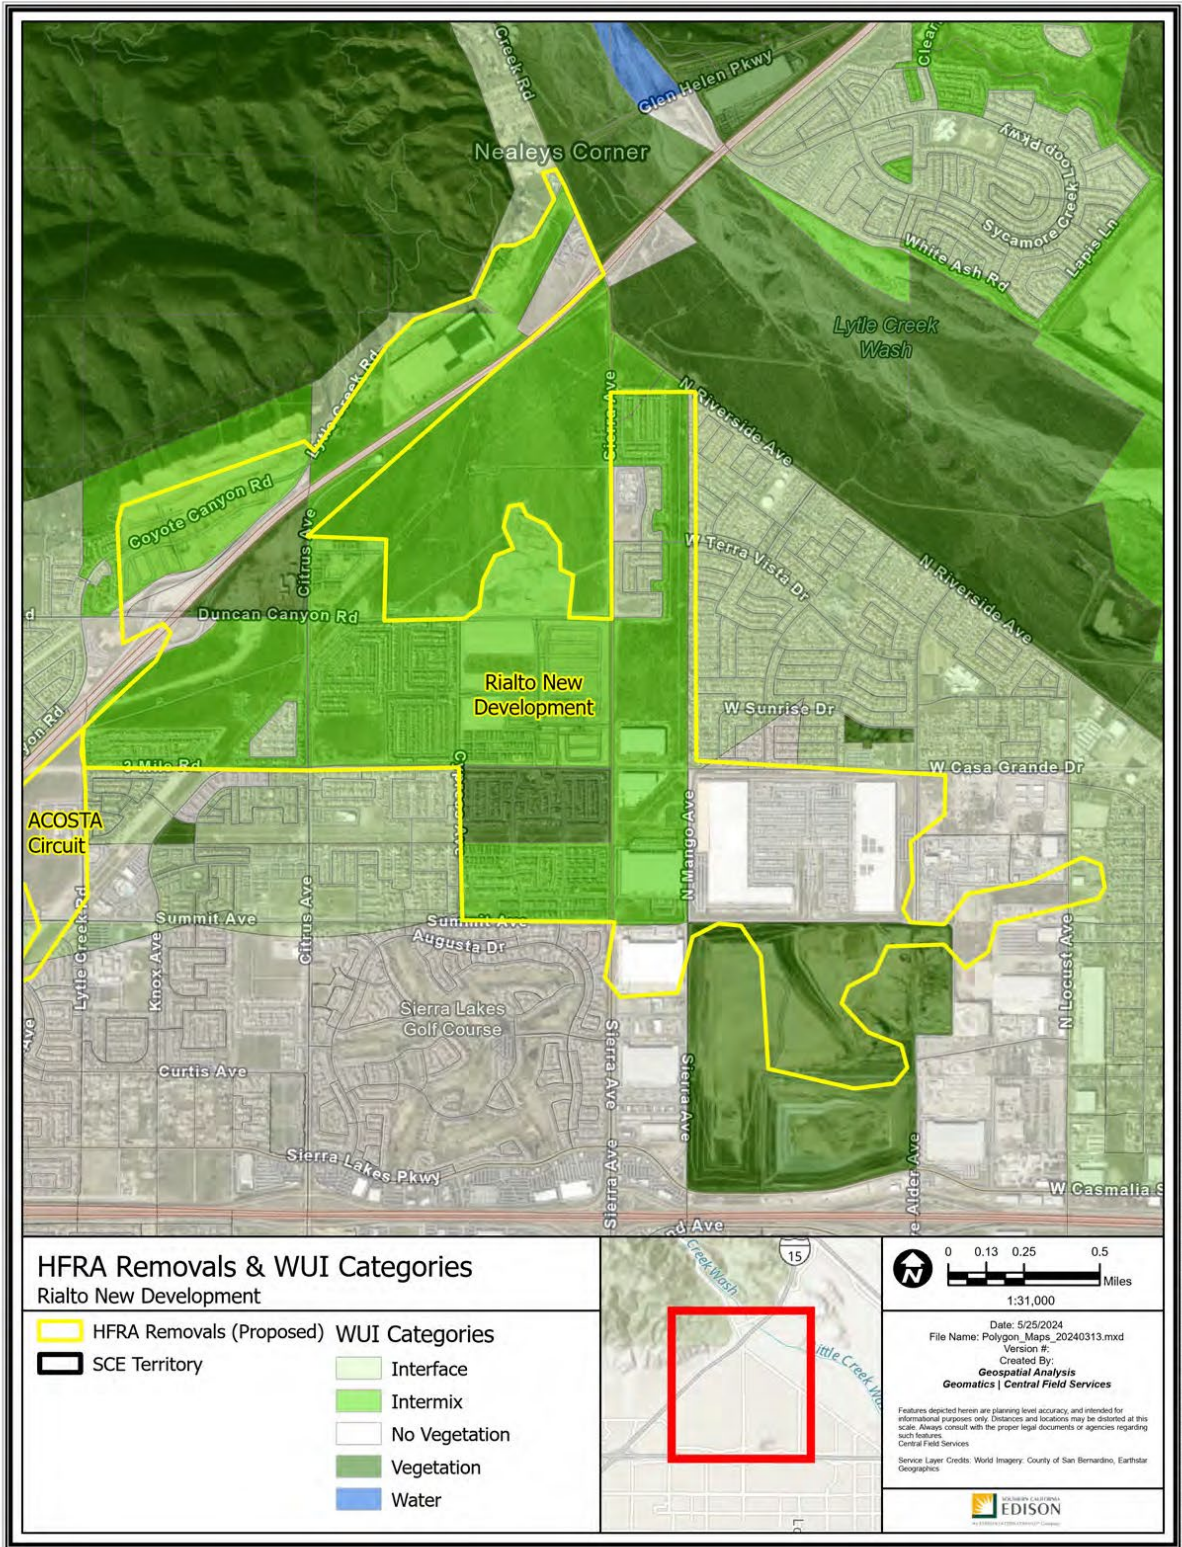 Creek Rd
Glen Helen Pkwy
Clear
Nealeys Corner
Sycamore Creek Loop Pkwy
Lapis Ln
White Ash Rd
Lytle Creek
Wash
Lytle Creek Rd
Sierra Ave
N Riverside Ave
Coyote Canyon Rd
Citrus Ave
W Terra Vista Dr
N Riverside Ave
Duncan Canyon Rd
Rialto New
Development
W Sunrise Dr
yon Rd
3 Mile Rd
W Casa Grande Dr
ACOSTA
Circuit
N Mango Ave
Lytle Creek Rd
Summit Ave
Knox Ave
Citrus Ave
Summit Ave
Augusta Dr
N Locust Ave
Sierra Lakes
Golf Course
Ave
Sierra Ave
Sierra Ave
Curtis Ave
Sierra Lakes Pkwy
Sierra Ave
e Alder Ave
W Casmalia S
nd Ave
HFRA Removals & WUI Categories
Rialto New Development
HFRA Removals (Proposed)
SCE Territory
WUI Categories
Interface
Intermix
No Vegetation
Vegetation
Water
15
Creek Wash
Little Creek Wa
Lo
N
0 0.13 0.25 0.5
Miles
1:31,000
Date: 5/25/2024
File Name: Polygon_Maps_20240313.mxd
Version #:
Created By:
Geospatial Analysis
Geomatics | Central Field Services
Features depicted herein are planning level accuracy, and intended for
informational purposes only. Distances and locations may be distorted at this
scale. Always consult with the proper legal documents or agencies regarding
such features.
Central Field Services
Service Layer Credits: World Imagery: County of San Bernardino, Earthstar
Geographics
SOUTHERN CALIFORNIA
EDISON